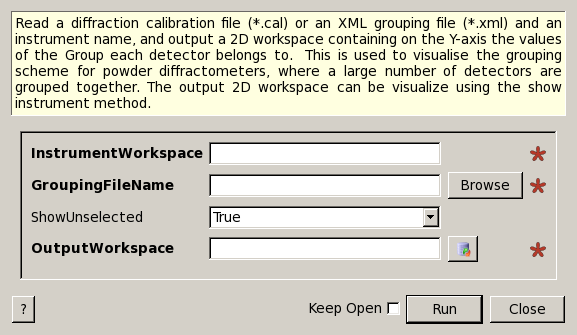 Read a diffraction calibration file (*.cal) or an XML grouping file (*.xml) and an
instrument name, and output a 2D workspace containing on the Y-axis the values
of the Group each detector belongs to.  This is used to visualise the grouping
scheme for powder diffractometers, where a large number of detectors are
grouped together. The output 2D workspace can be visualize using the show
instrument method.
InstrumentWorkspace
GroupingFileName Browse
ShowUnselected True
OutputWorkspace
? Keep Open Run Close